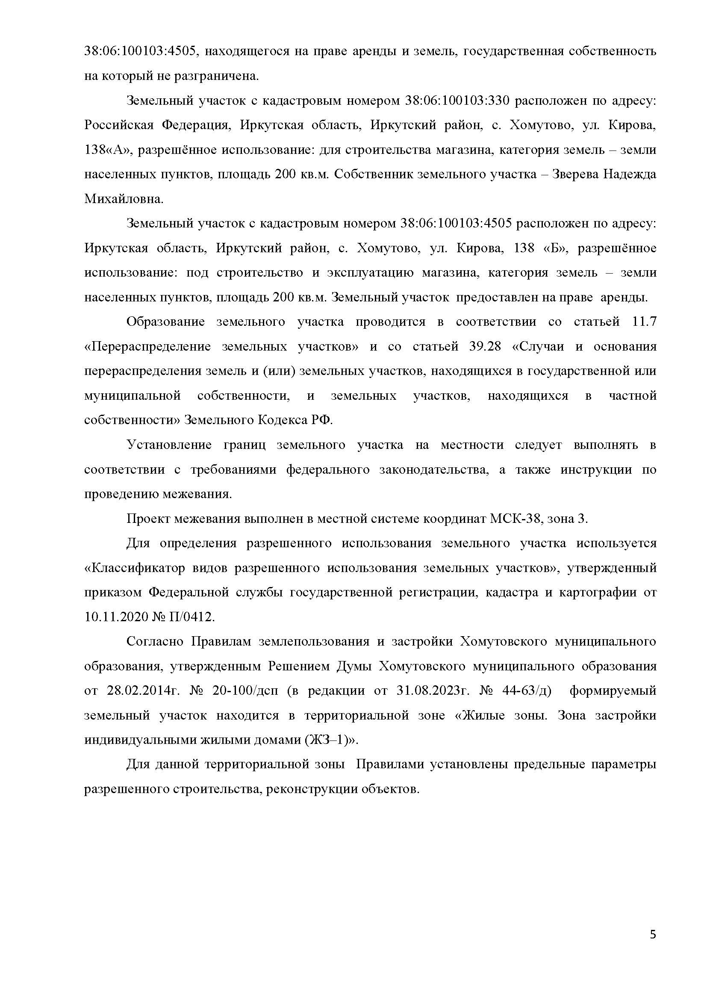 38:06:100103:4505, находящегося на праве аренды и земель, государственная собственность
на который не разграничена.
Земельный участок с кадастровым номером 38:06:100103:330 расположен по адресу:
Российская Федерация, Иркутская область, Иркутский район, с. Хомутово, ул. Кирова,
138«А», разрешённое использование: для строительства магазина, категория земель – земли
населенных пунктов, площадь 200 кв.м. Собственник земельного участка – Зверева Надежда
Михайловна.
Земельный участок с кадастровым номером 38:06:100103:4505 расположен по адресу:
Иркутская область, Иркутский район, с. Хомутово, ул. Кирова, 138 «Б», разрешённое
использование: под строительство и эксплуатацию магазина, категория земель – земли
населенных пунктов, площадь 200 кв.м. Земельный участок  предоставлен на праве  аренды.
Образование земельного участка проводится в соответствии со статьей 11.7
«Перераспределение земельных участков» и со статьей 39.28 «Случаи и основания
перераспределения земель и (или) земельных участков, находящихся в государственной или
муниципальной собственности, и земельных участков, находящихся в частной
собственности» Земельного Кодекса РФ.
Установление границ земельного участка на местности следует выполнять в
соответствии с требованиями федерального законодательства, а также инструкции по
проведению межевания.
Проект межевания выполнен в местной системе координат МСК-38, зона 3.
Для определения разрешенного использования земельного участка используется
«Классификатор видов разрешенного использования земельных участков», утвержденный
приказом Федеральной службы государственной регистрации, кадастра и картографии от
10.11.2020 № П/0412.
Согласно Правилам землепользования и застройки Хомутовского муниципального
образования, утвержденным Решением Думы Хомутовского муниципального образования
от 28.02.2014г. № 20-100/дсп (в редакции от 31.08.2023г. № 44-63/д)  формируемый
земельный участок находится в территориальной зоне «Жилые зоны. Зона застройки
индивидуальными жилыми домами (ЖЗ–1)».
Для данной территориальной зоны  Правилами установлены предельные параметры
разрешенного строительства, реконструкции объектов.
5